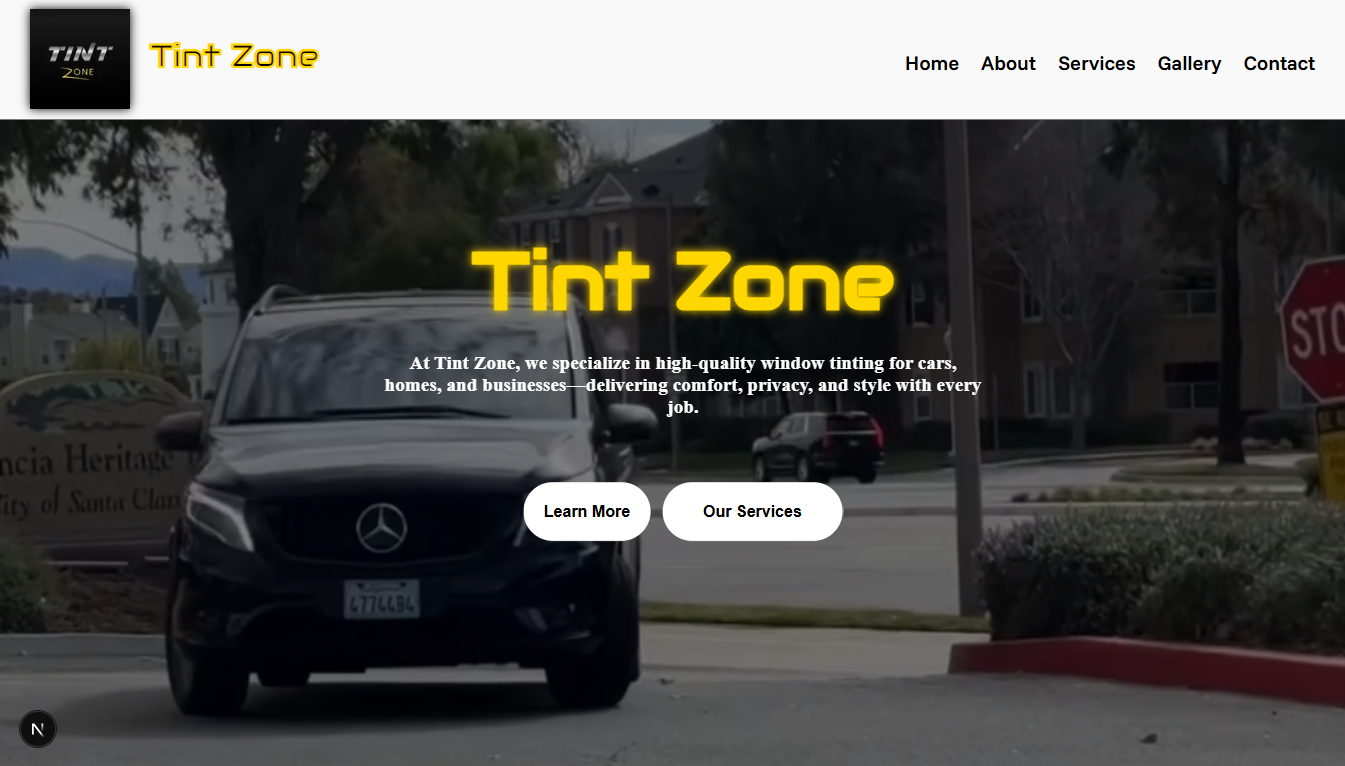 TINT
ZONE
Tint Zone
Home About Services Gallery Contact
Tint Zone
At Tint Zone, we specialize in high-quality window tinting for cars,
homes, and businesses—delivering comfort, privacy, and style with every
job.
STO
ncia Heritage
City of Santa Clari
Learn More Our Services
4774484
N